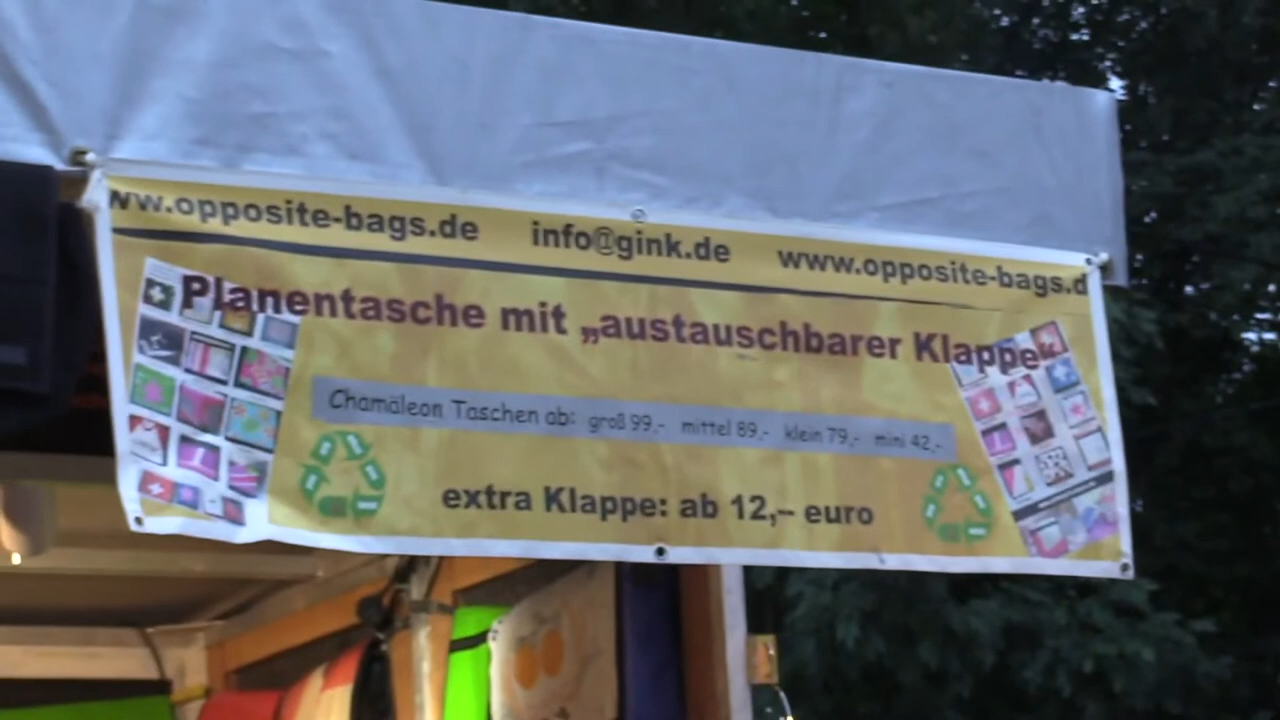 www.opposite-bags.de info@gink.de www.opposite-bags.d
Planentasche mit „austauschbarer Klappe“
Chamäleon Taschen ab: groß 99,- mittel 89,- klein 79,- mini 42,-
extra Klappe: ab 12,– euro